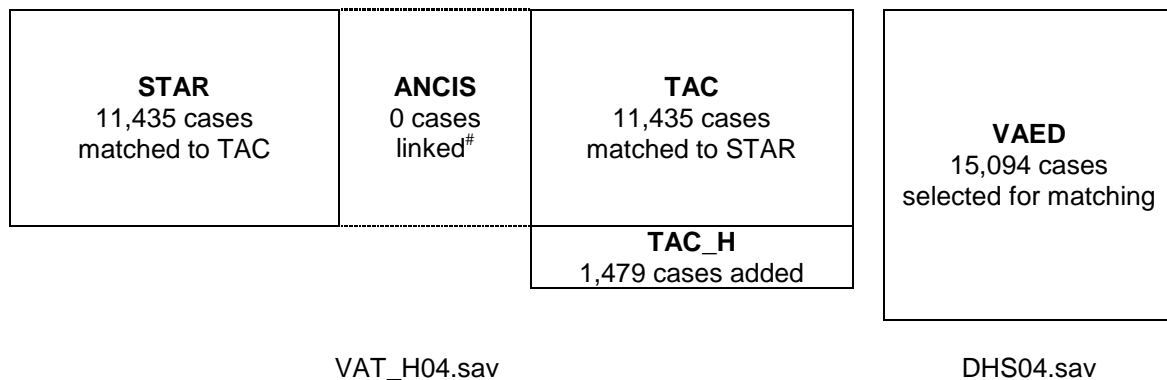 STAR
11,435 cases
matched to TAC
ANCIS
0 cases
linked#
TAC
11,435 cases
matched to STAR
TAC_H
1,479 cases added
VAED
15,094 cases
selected for matching
VAT_H04.sav
DHS04.sav